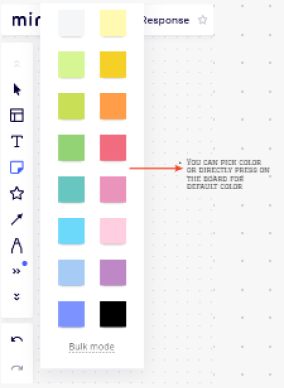 mir
Response
YOU CAN PICK COLOR
OR DIRECTLY PRESS ON
THE BOARD FOR
DEFAULT COLOR
Bulk mode